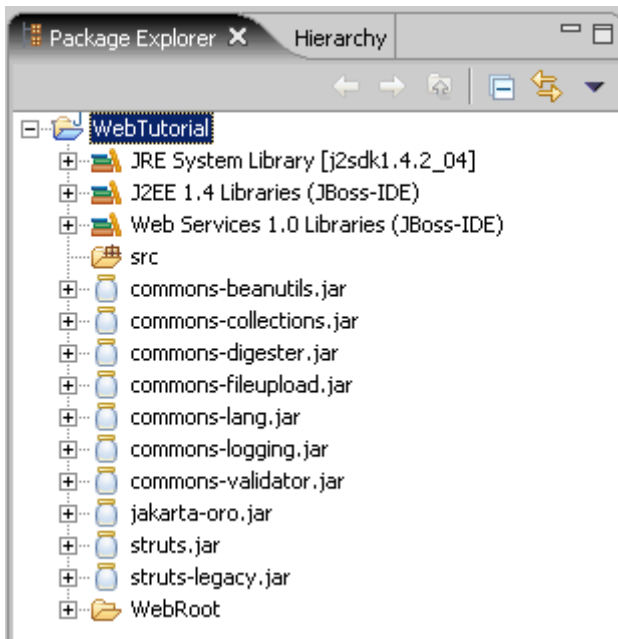 Package Explorer Hierarchy
WebTutorial
JRE System Library [j2sdk1.4.2_04]
J2EE 1.4 Libraries (JBoss-IDE)
Web Services 1.0 Libraries (JBoss-IDE)
src
commons-beanutils.jar
commons-collections.jar
commons-digester.jar
commons-fileupload.jar
commons-lang.jar
commons-logging.jar
commons-validator.jar
jakarta-oro.jar
struts.jar
struts-legacy.jar
WebRoot